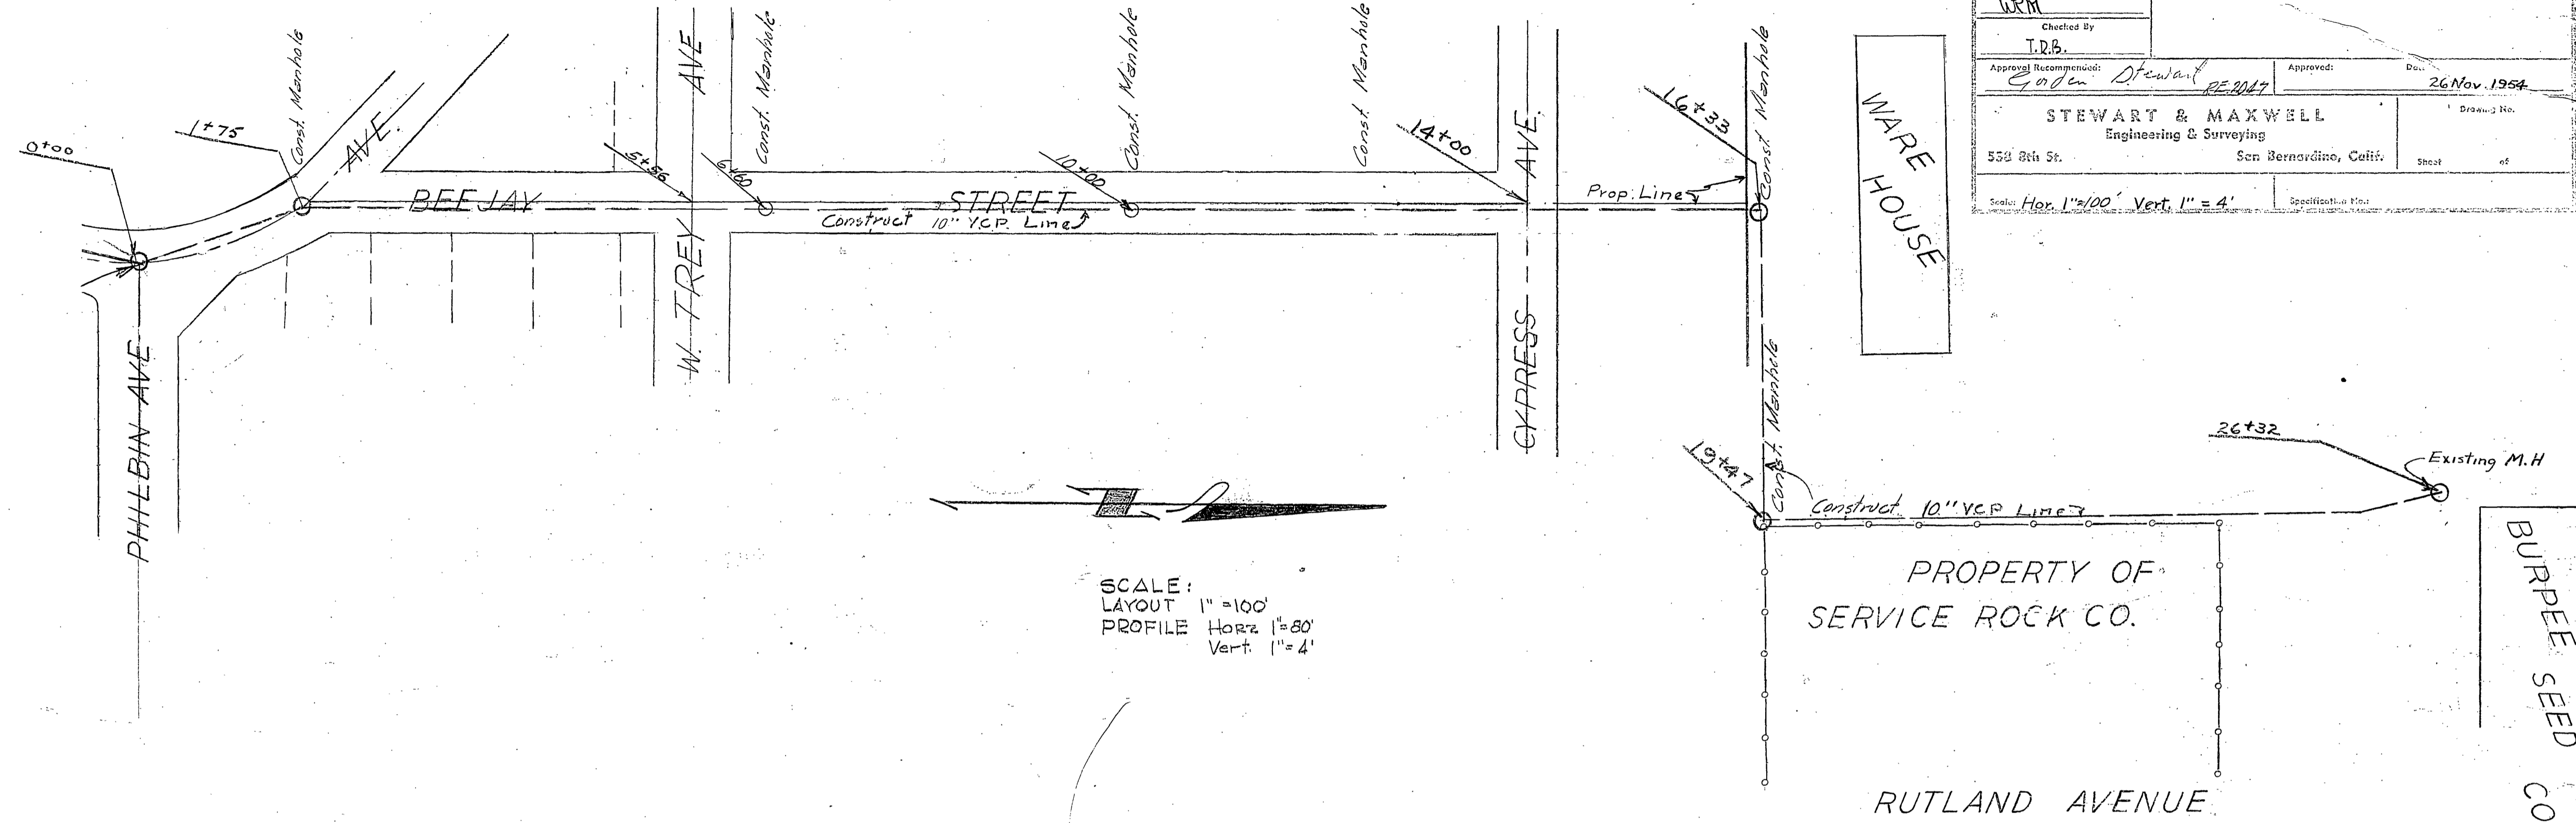 Const. Manhole
0+00
1+75
AVE.
BEEJAY STREET
PHILBIN AVE
5+56
W. TREY AVE
6+60
Const. Manhole
Construct 10" V.C.P. Line
10+00
Const. Manhole
Const. Manhole
14+00
CYPRESS AVE.
Prop. Line
16+33
Const. Manhole
WARE HOUSE
19+47
Const. Manhole
Construct 10" V.C.P. Line
26+32
Existing M.H
PROPERTY OF
SERVICE ROCK CO.
RUTLAND AVENUE
BURPEE SEED CO
SCALE:
LAYOUT 1"=100'
PROFILE HORZ 1"=80'
Vert. 1"=4'
WRM
Checked By
T.D.B.
Approval Recommended:
Gordon Stewart RE 2047
Approved:
26 Nov. 1954
STEWART & MAXWELL
Engineering & Surveying
538 8th St. San Bernardino, Calif.
Drawing No.
Sheet of
Scale: Hor. 1"=100' Vert. 1" = 4'
Specification No.: